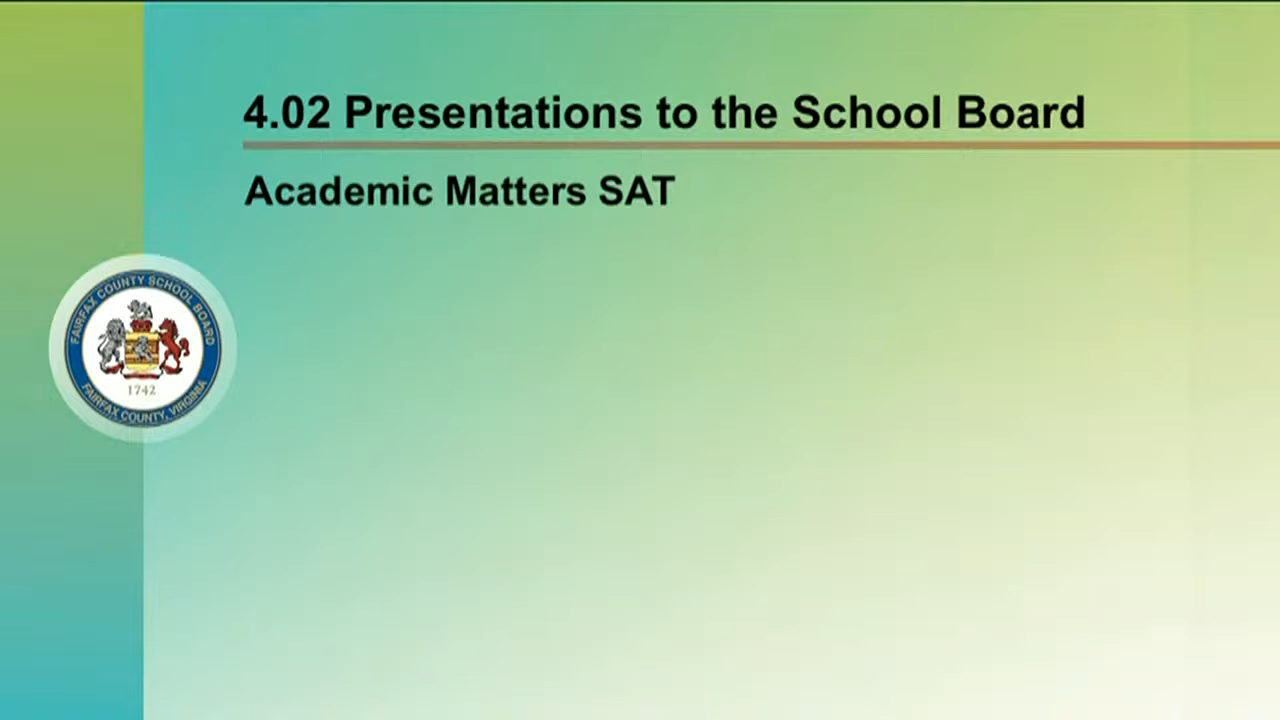 4.02 Presentations to the School Board
Academic Matters SAT
FAIRFAX COUNTY SCHOOL BOARD
1742
FAIRFAX COUNTY, VIRGINIA